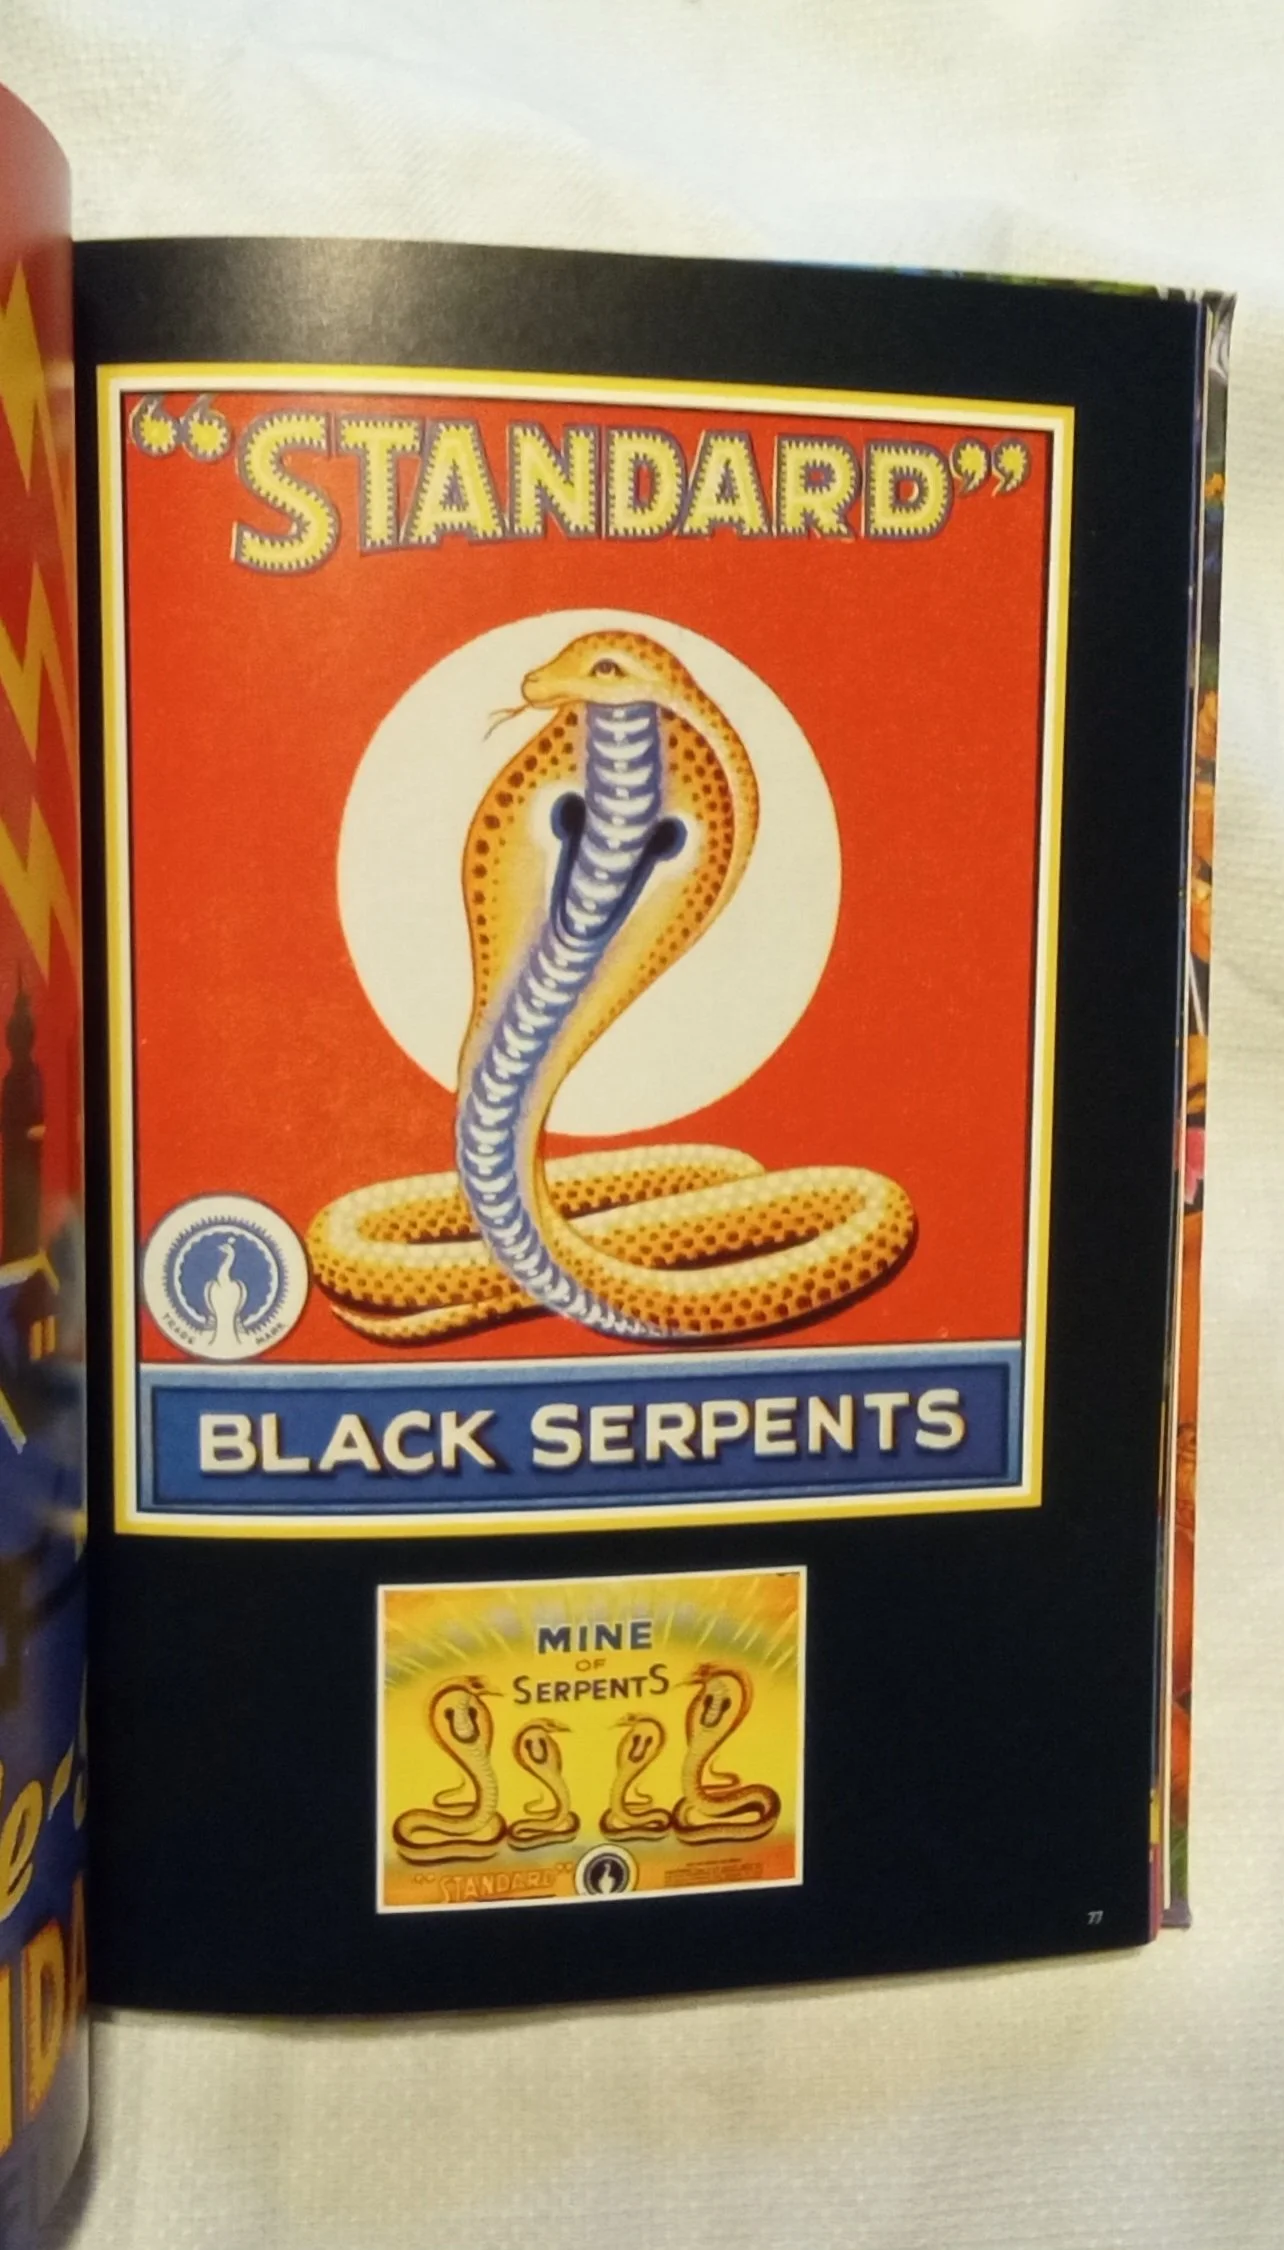 “STANDARD”
TRADE MARK
BLACK SERPENTS
MINE
OF
SERPENTS
“STANDARD”
77